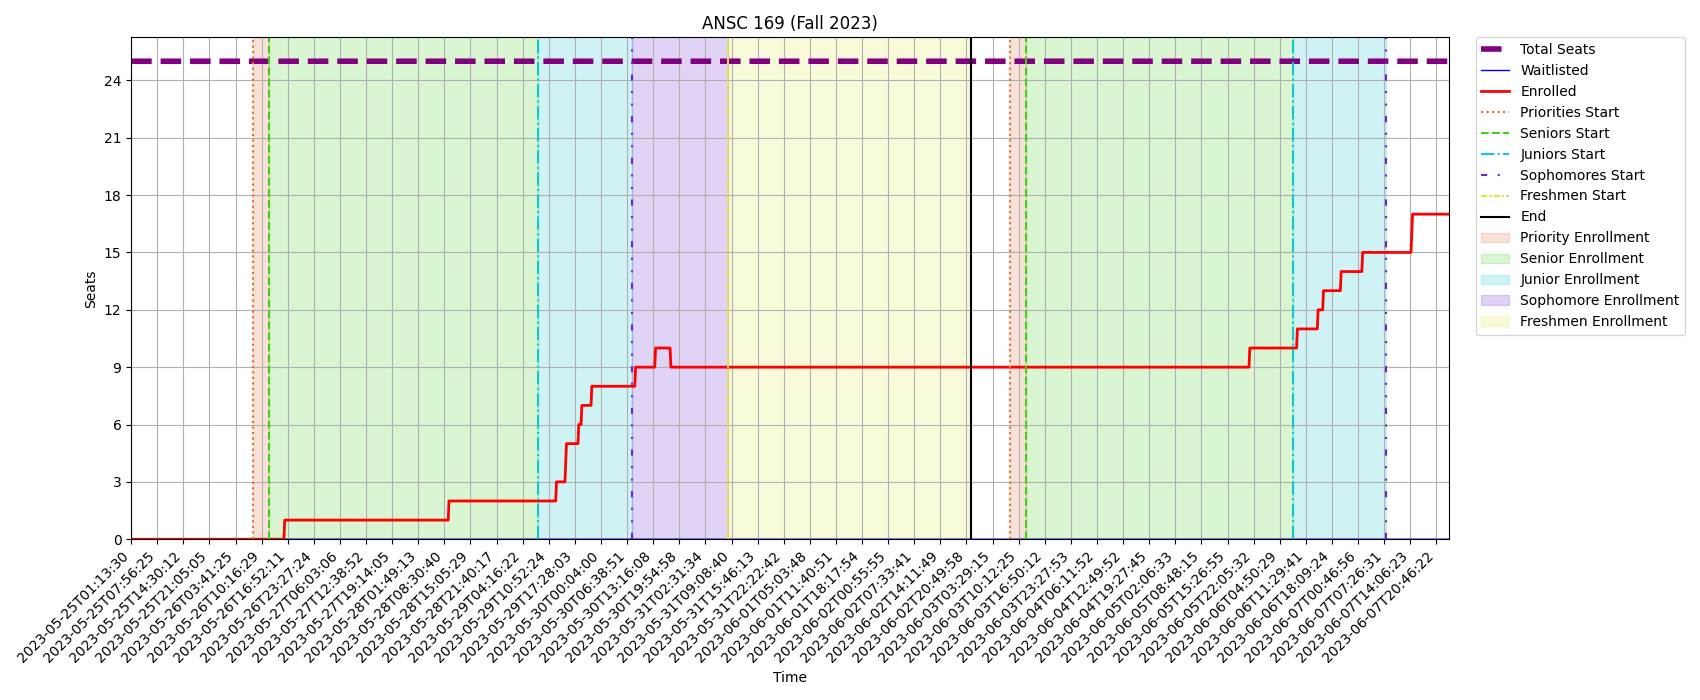 ANSC 169 (Fall 2023)
Seats
24
21
18
15
12
9
6
3
0
2023-05-25T01:13:30
2023-05-25T07:56:25
2023-05-25T14:30:12
2023-05-25T21:05:05
2023-05-26T03:41:25
2023-05-26T10:16:29
2023-05-26T16:52:11
2023-05-26T23:27:24
2023-05-27T06:03:06
2023-05-27T12:38:52
2023-05-27T19:14:05
2023-05-28T01:49:13
2023-05-28T08:30:40
2023-05-28T15:05:29
2023-05-28T21:40:17
2023-05-29T04:16:22
2023-05-29T10:52:24
2023-05-29T17:28:03
2023-05-30T00:04:00
2023-05-30T06:38:51
2023-05-30T13:16:08
2023-05-30T19:54:58
2023-05-31T02:31:34
2023-05-31T09:08:40
2023-05-31T15:46:13
2023-05-31T22:22:42
2023-06-01T05:03:48
2023-06-01T11:40:51
2023-06-01T18:17:54
2023-06-02T00:55:55
2023-06-02T07:33:41
2023-06-02T14:11:49
2023-06-02T20:49:58
2023-06-03T03:29:15
2023-06-03T10:12:25
2023-06-03T16:50:12
2023-06-03T23:27:53
2023-06-04T06:11:52
2023-06-04T12:49:52
2023-06-04T19:27:45
2023-06-05T02:06:33
2023-06-05T08:48:15
2023-06-05T15:26:55
2023-06-05T22:05:32
2023-06-06T04:50:29
2023-06-06T11:29:41
2023-06-06T18:09:24
2023-06-07T00:46:56
2023-06-07T07:26:31
2023-06-07T14:06:23
2023-06-07T20:46:22
Time
Total Seats
Waitlisted
Enrolled
Priorities Start
Seniors Start
Juniors Start
Sophomores Start
Freshmen Start
End
Priority Enrollment
Senior Enrollment
Junior Enrollment
Sophomore Enrollment
Freshmen Enrollment